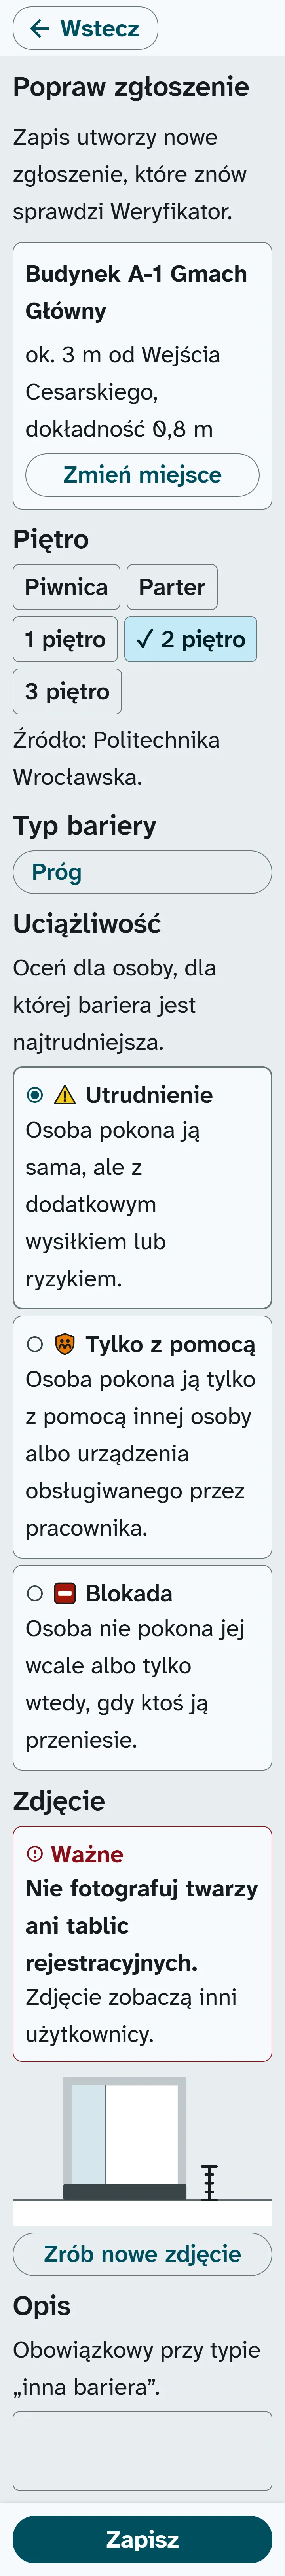 ← Wstecz
Popraw zgłoszenie
Zapis utworzy nowe
zgłoszenie, które znów
sprawdzi Weryfikator.
Budynek A-1 Gmach
Główny
ok. 3 m od Wejścia
Cesarskiego,
dokładność 0,8 m
Zmień miejsce
Piętro
Piwnica Parter
1 piętro ✓ 2 piętro
3 piętro
Źródło: Politechnika
Wrocławska.
Typ bariery
Próg
Uciążliwość
Oceń dla osoby, dla
której bariera jest
najtrudniejsza.
Utrudnienie
Osoba pokona ją
sama, ale z
dodatkowym
wysiłkiem lub
ryzykiem.
Tylko z pomocą
Osoba pokona ją tylko
z pomocą innej osoby
albo urządzenia
obsługiwanego przez
pracownika.
Blokada
Osoba nie pokona jej
wcale albo tylko
wtedy, gdy ktoś ją
przeniesie.
Zdjęcie
Ważne
Nie fotografuj twarzy
ani tablic
rejestracyjnych.
Zdjęcie zobaczą inni
użytkownicy.
Zrób nowe zdjęcie
Opis
Obowiązkowy przy typie
„inna bariera”.
Zapisz